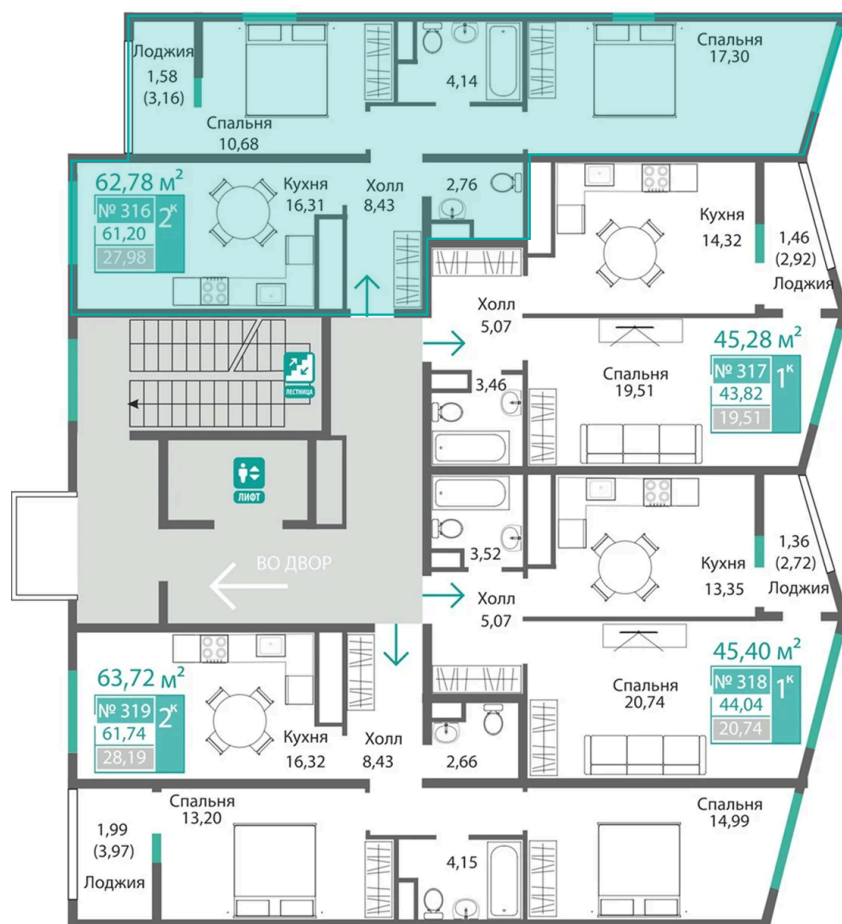 Лоджия
1,58
(3,16)
Спальня
10,68
4,14
Спальня
17,30
62,78 м²
№ 316
2ᴷ
61,20
27,98
Кухня
16,31
Холл
8,43
2,76
Кухня
14,32
1,46
(2,92)
Лоджия
Холл
5,07
45,28 м²
№ 317
1ᴷ
43,82
19,51
Спальня
19,51
3,46
ЛЕСТНИЦА
ЛИФТ
ВО ДВОР
3,52
Кухня
13,35
1,36
(2,72)
Лоджия
Холл
5,07
45,40 м²
№ 318
1ᴷ
44,04
20,74
Спальня
20,74
63,72 м²
№ 319
2ᴷ
61,74
28,19
Кухня
16,32
Холл
8,43
2,66
1,99
(3,97)
Лоджия
Спальня
13,20
4,15
Спальня
14,99